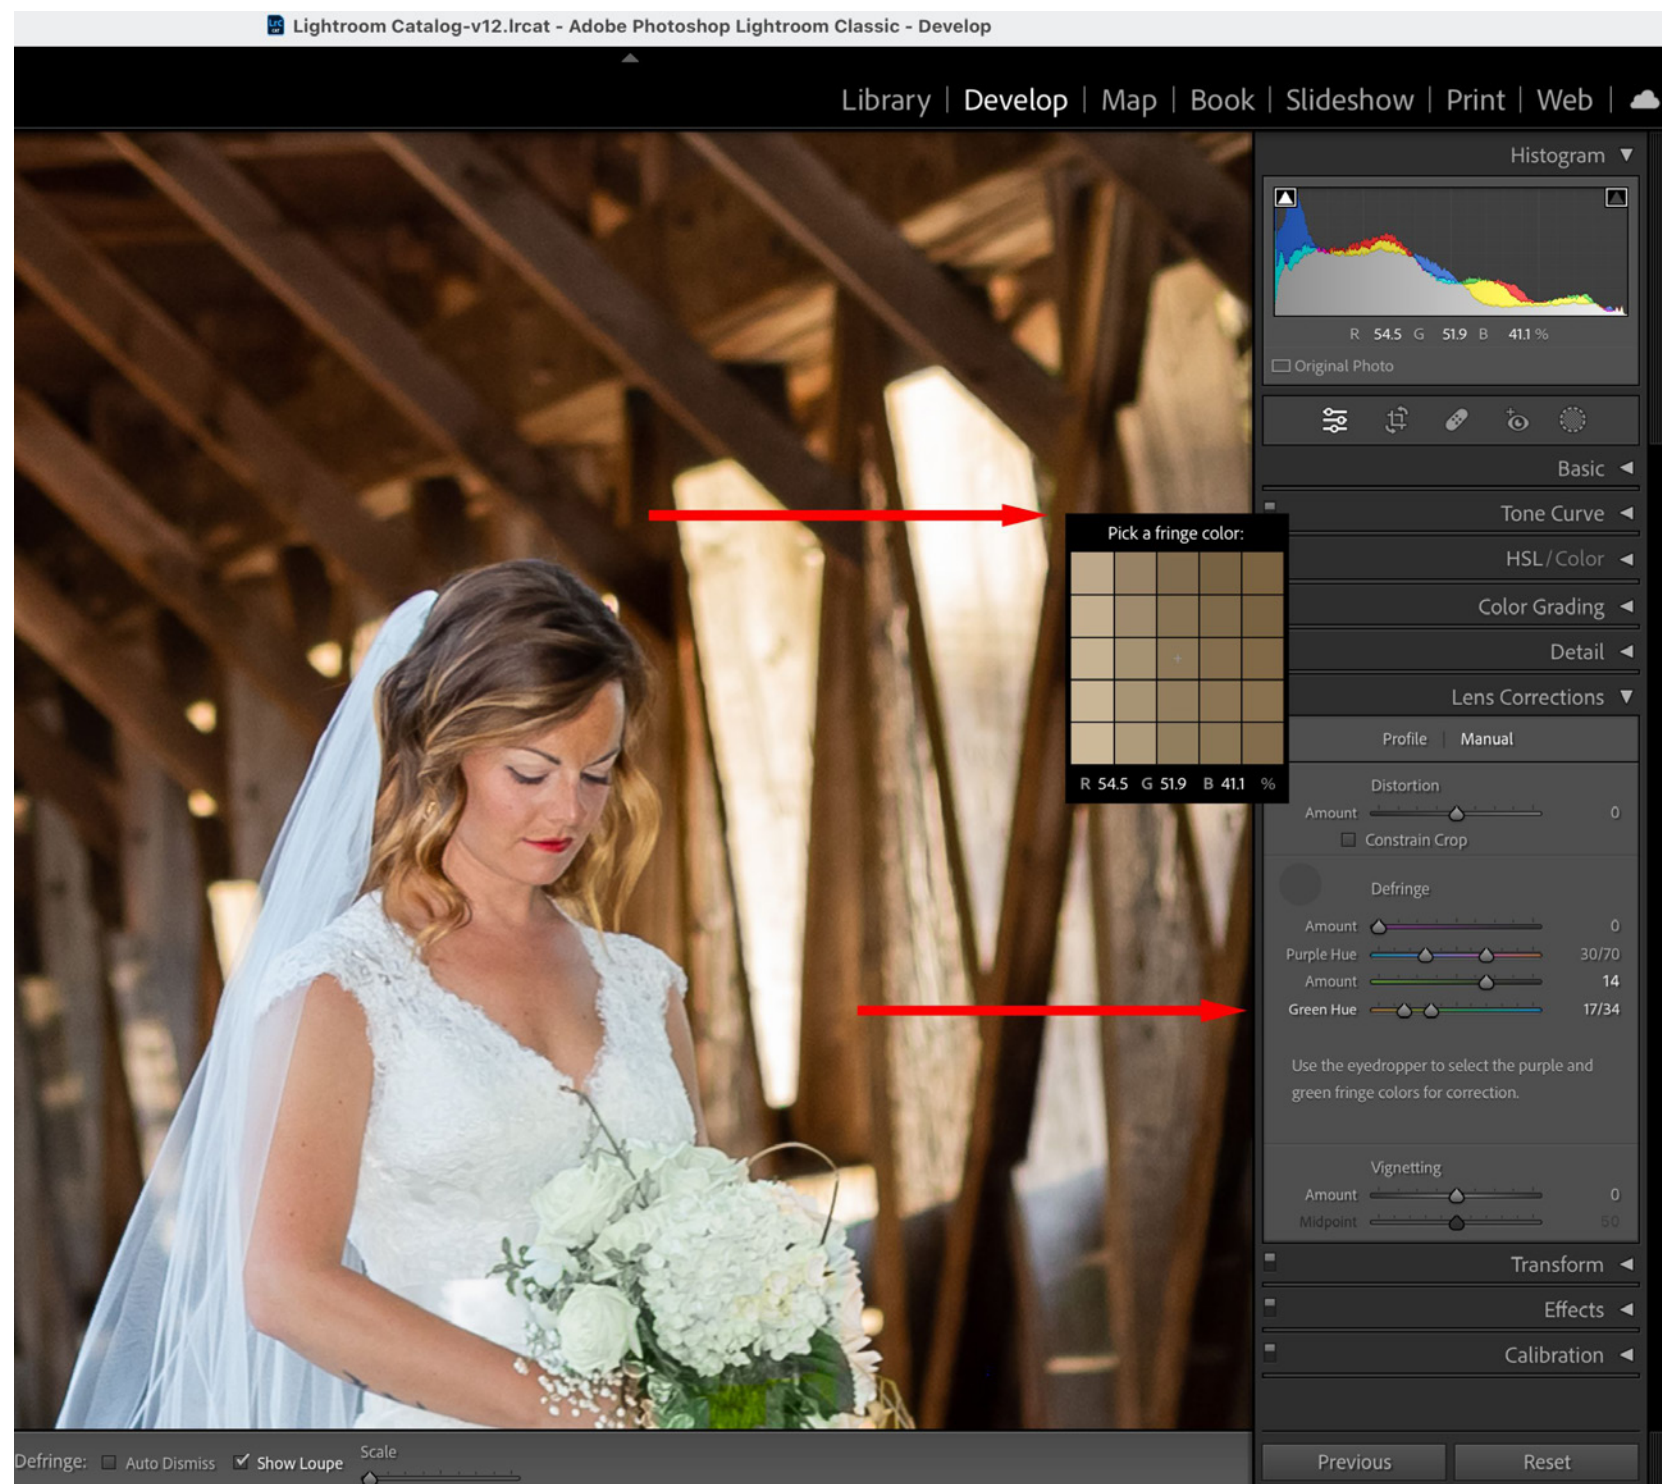 Lightroom Catalog-v12.lrcat - Adobe Photoshop Lightroom Classic - Develop
Library | Develop | Map | Book | Slideshow | Print | Web |
Histogram
R 54.5 G 51.9 B 41.1 %
Original Photo
Basic
Tone Curve
HSL / Color
Color Grading
Detail
Lens Corrections
Profile | Manual
Distortion
Amount 0
Constrain Crop
Defringe
Amount 0
Purple Hue 30/70
Amount 14
Green Hue 17/34
Use the eyedropper to select the purple and
green fringe colors for correction.
Vignetting
Amount 0
Midpoint 50
Transform
Effects
Calibration
Previous Reset
Pick a fringe color:
R 54.5 G 51.9 B 41.1 %
Defringe: Auto Dismiss Show Loupe Scale